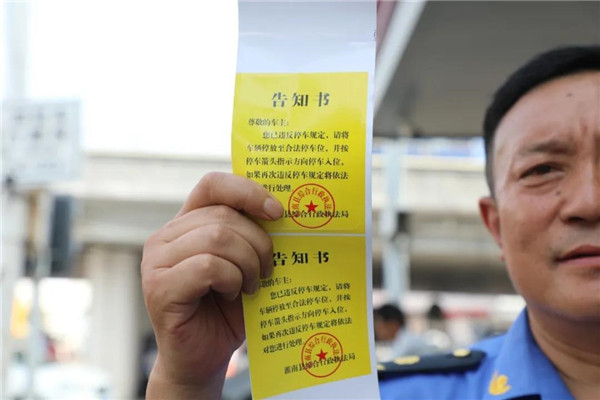 告知书
尊敬的车主：
您已违反停车规定，请将
车辆停放至合法停车位，并按
停车箭头指示方向停车入位，
如果再次违反停车规定将依法
进行处理
县综合行政执法局
告知书
尊敬的车主：
您已违反停车规定，请将
车辆停放至合法停车位，并按
停车箭头指示方向停车入位，
如果再次违反停车规定将依法
对您进行处理
县综合行政执法局